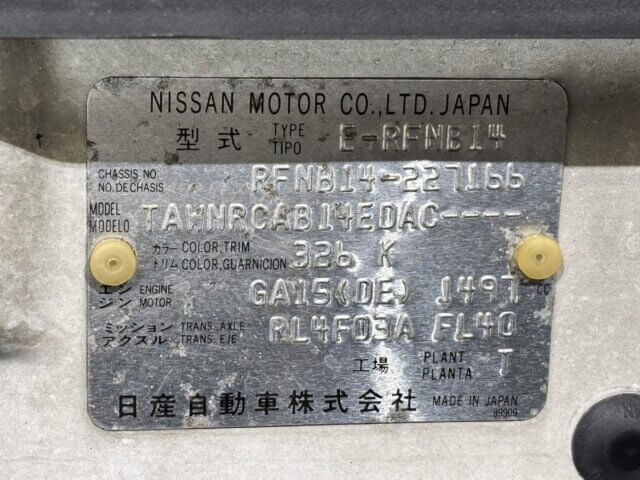 NISSAN MOTOR CO.,LTD. JAPAN
型式 TYPE TIPO E-RFNB14
CHASSIS NO. NO. DE CHASIS RFNB14-227166
MODEL MODELO TAWNRCAB14EDAC----
カラー COLOR,TRIM トリム COLOR,GUARNICION 326 K
エンジン ENGINE MOTOR GA15(DE) 1497 CC
ミッション TRANS. AXLE アクスル TRANS. EJE RL4F03A FL40
工場 PLANT PLANTA T
日産自動車株式会社 MADE IN JAPAN
89909